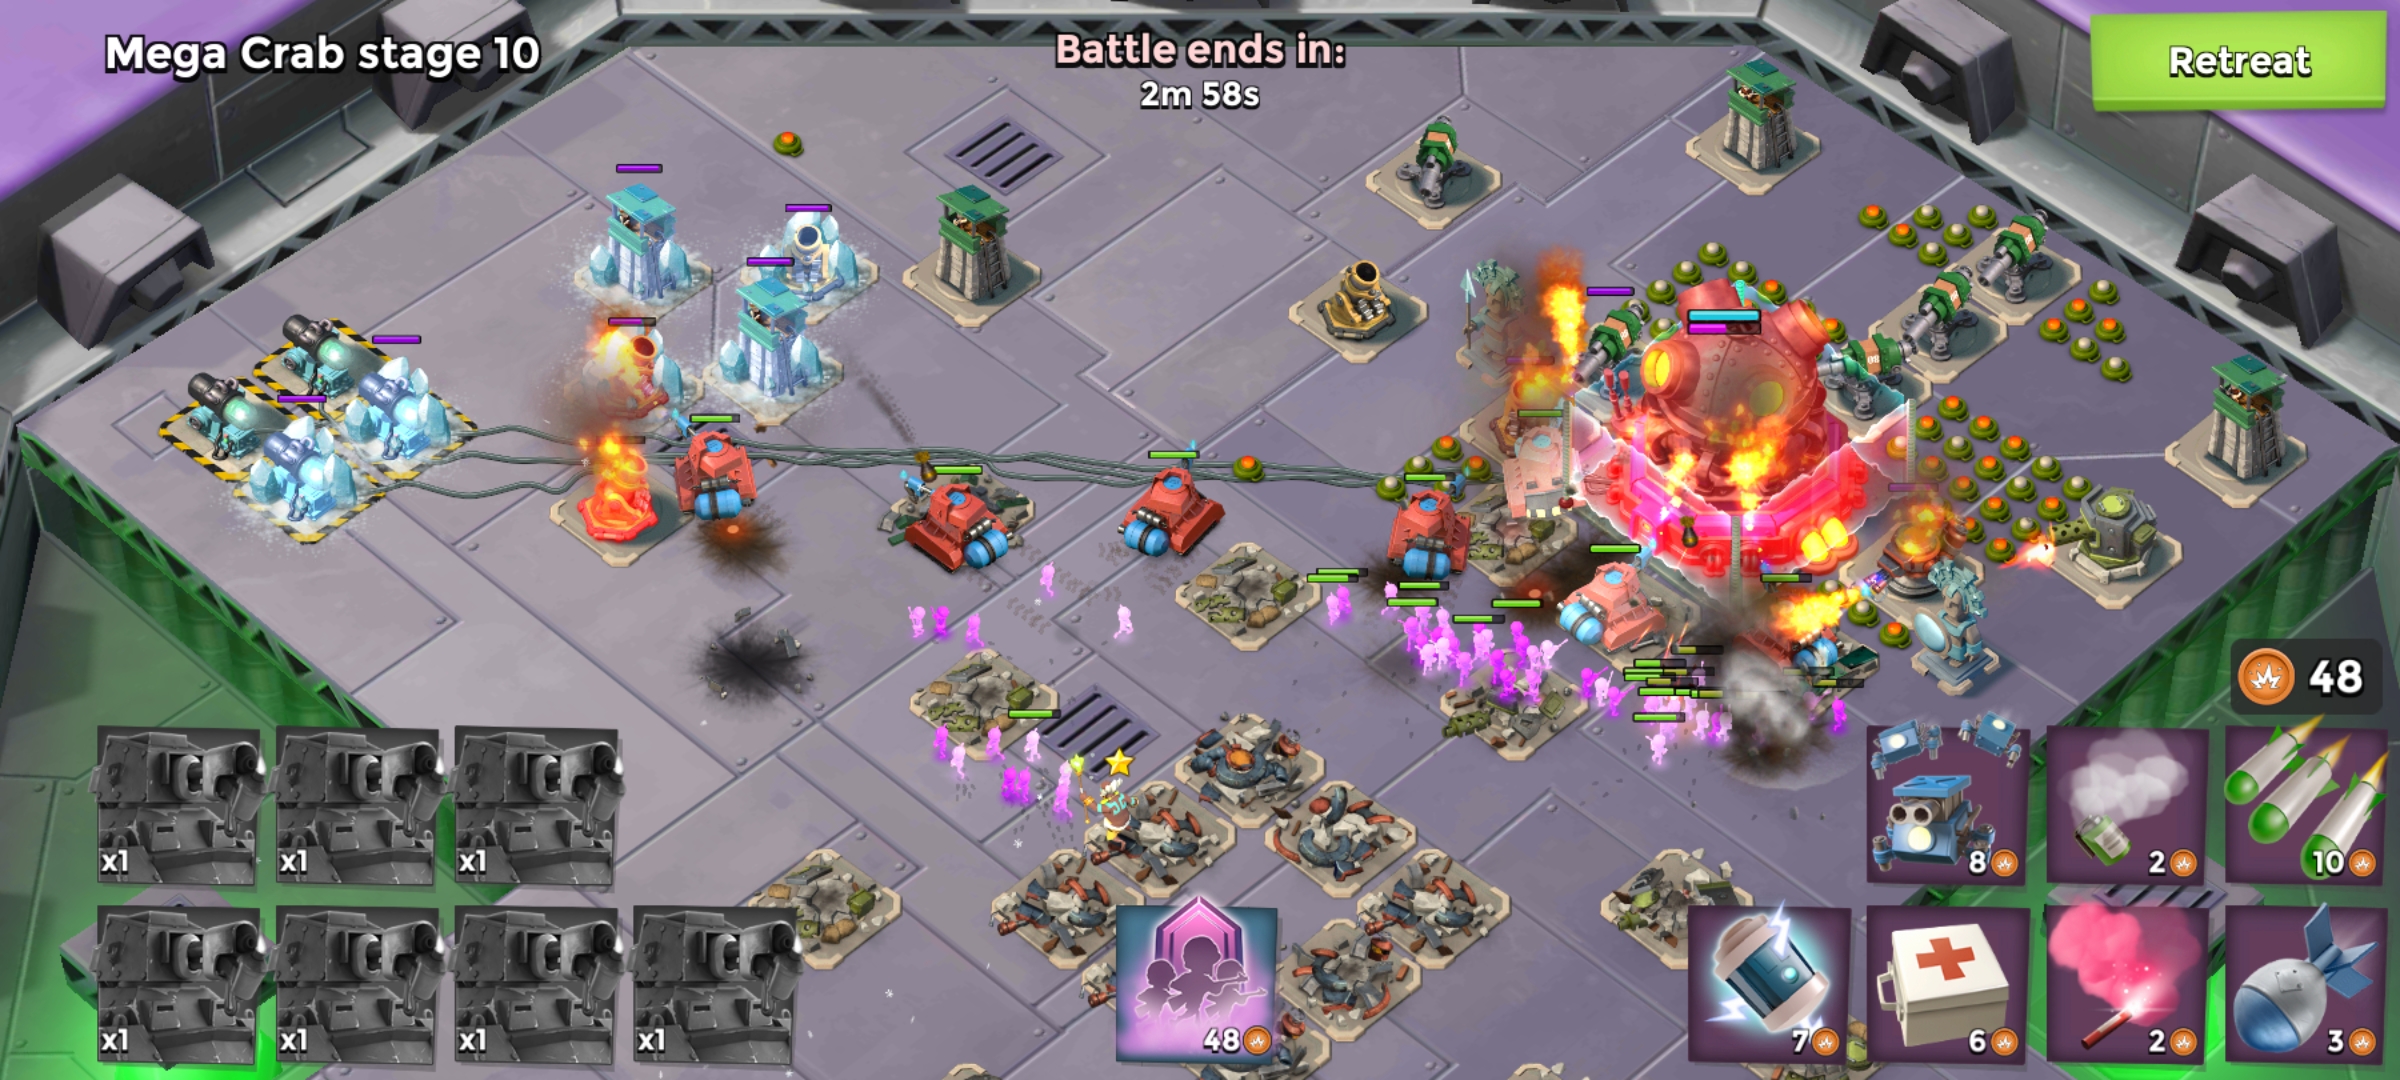 Mega Crab stage 10
Battle ends in:
2m 58s
Retreat
48
8
2
10
x1
x1
x1
x1
x1
x1
x1
48
7
6
2
3